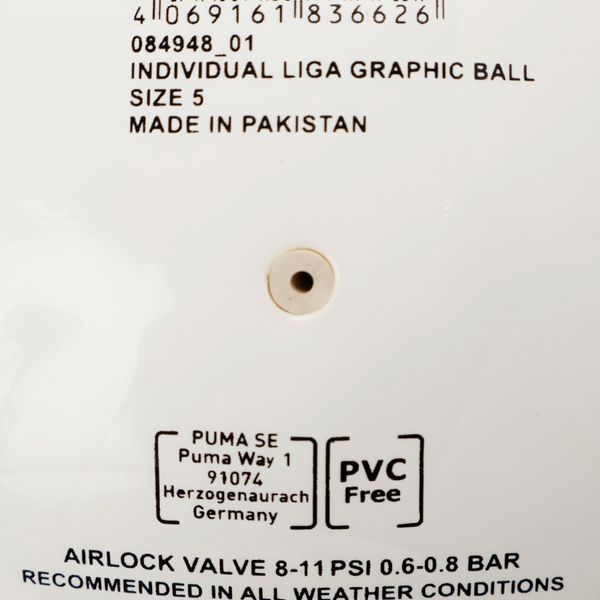 4 069161 836626
084948_01
INDIVIDUAL LIGA GRAPHIC BALL
SIZE 5
MADE IN PAKISTAN
PUMA SE
Puma Way 1
91074
Herzogenaurach
Germany
PVC
Free
AIRLOCK VALVE 8-11 PSI 0.6-0.8 BAR
RECOMMENDED IN ALL WEATHER CONDITIONS